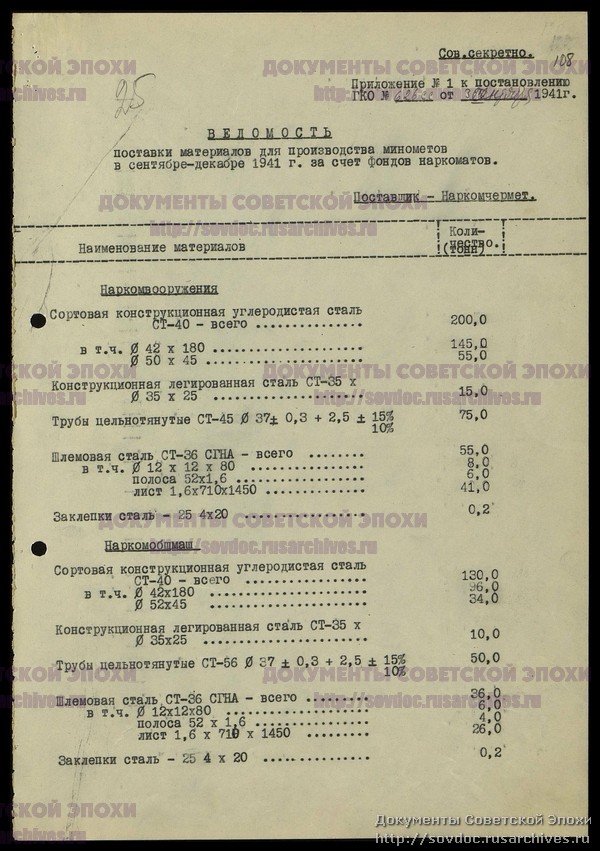 Сов.секретно.
108
25
Приложение № 1 к постановлению
ГКО № 626сс от 1941г.
ВЕДОМОСТЬ
поставки материалов для производства минометов
в сентябре-декабре 1941 г. за счет фондов наркоматов.
Поставщик - Наркомчермет.
Наименование материалов
Коли-
чество.
(тонн)
Наркомвооружения
Сортовая конструкционная углеродистая сталь
СТ-40 - всего .............. 200,0
в т.ч. Ø 42 х 180 .................... 145,0
Ø 50 х 45 .................... 55,0
Конструкционная легированная сталь СТ-35 х
Ø 35 х 25 .................... 15,0
Трубы цельнотянутые СТ-45 Ø 37± 0,3 + 2,5 ± 15% 75,0
10%
Шлемовая сталь СТ-36 СГНА - всего ........ 55,0
в т.ч. Ø 12 х 12 х 80 ................ 8,0
полоса 52х1,6 .................. 6,0
лист 1,6х710х1450 .............. 41,0
Заклепки сталь - 25 4х20 ................. 0,2
Наркомобшмаш
Сортовая конструкционная углеродистая сталь
СТ-40 - всего ................ 130,0
в т.ч. Ø 42х180 .................... 96,0
Ø 52х45 .................... 34,0
Конструкционная легированная сталь СТ-35 х
Ø 35х25 ...................... 10,0
Трубы цельнотянутые СТ-56 Ø 37 ± 0,3 + 2,5 ± 15% 50,0
10%
Шлемовая сталь СТ-36 СГНА - всего ......... 36,0
в т.ч. Ø 12х12х80 .................. 6,0
полоса 52 х 1,6 ................ 4,0
лист 1,6 х 710 х 1450 .......... 26,0
Заклепки сталь - 25 4 х 20 ................ 0,2
Документы Советской Эпохи
http://sovdoc.rusarchives.ru